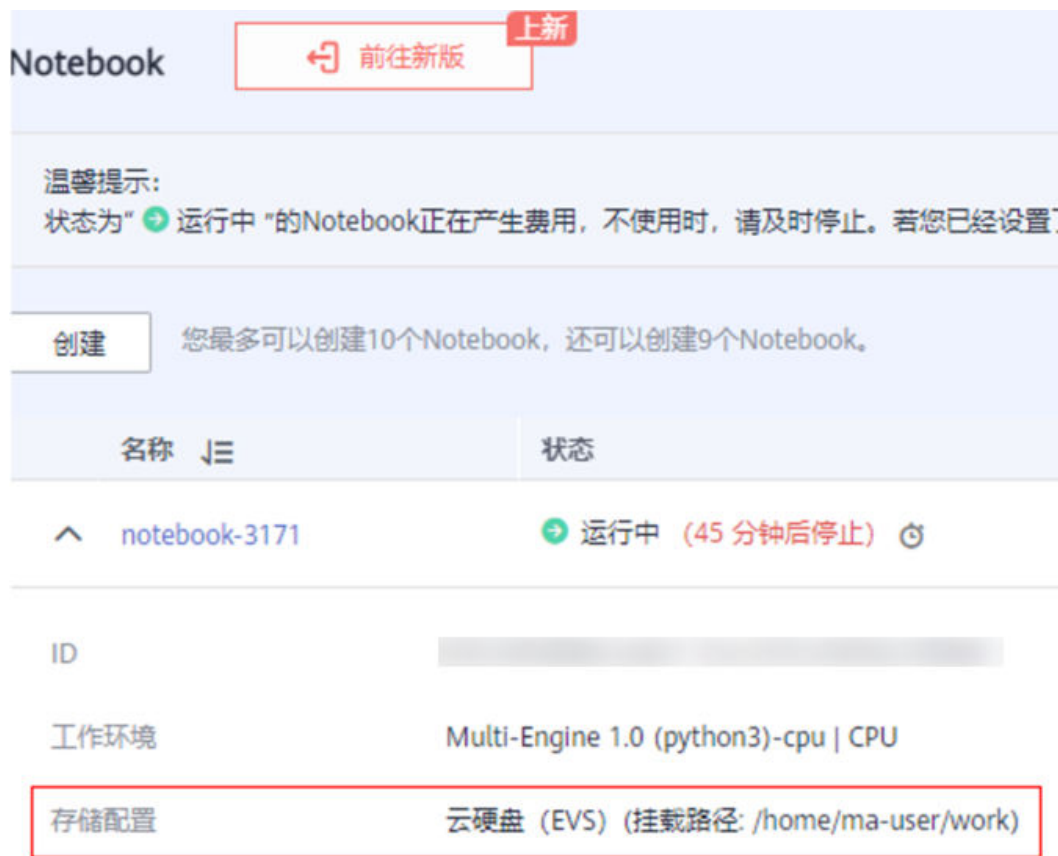 Notebook
前往新版
上新
温馨提示：
状态为“ 运行中 ”的Notebook正在产生费用，不使用时，请及时停止。若您已经设置
创建
您最多可以创建10个Notebook，还可以创建9个Notebook。
名称 状态
notebook-3171 运行中 （45 分钟后停止）
ID
工作环境 Multi-Engine 1.0 (python3)-cpu | CPU
存储配置 云硬盘（EVS）(挂载路径: /home/ma-user/work)